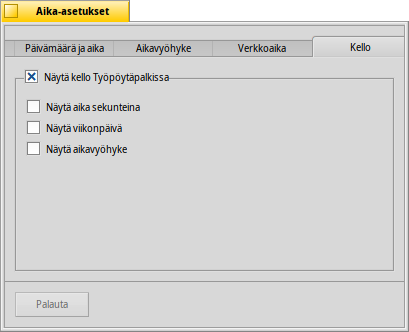 Aika-asetukset
Päivämäärä ja aika Aikavyöhyke Verkkoaika Kello
Näytä kello Työpöytäpalkissa
Näytä aika sekunteina
Näytä viikonpäivä
Näytä aikavyöhyke
Palauta